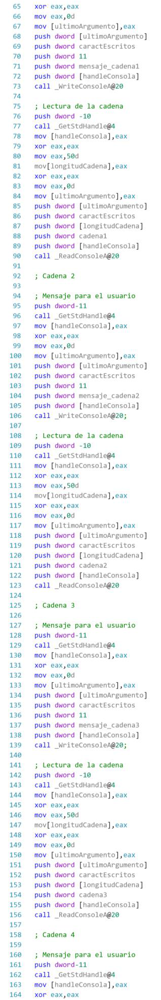 65 xor eax,eax
66 mov eax,0d
67 mov [ultimoArgumento],eax
68 push dword [ultimoArgumento]
69 push dword caractEscritos
70 push dword 11
71 push dword mensaje_cadena1
72 push dword [handleConsola]
73 call _WriteConsoleA@20
74
75 ; Lectura de la cadena
76 push dword -10
77 call _GetStdHandle@4
78 mov [handleConsola],eax
79 xor eax,eax
80 mov eax,50d
81 mov[longitudCadena],eax
82 xor eax,eax
83 mov eax,0d
84 mov [ultimoArgumento],eax
85 push dword [ultimoArgumento]
86 push dword caractEscritos
87 push dword [longitudCadena]
88 push dword cadena1
89 push dword [handleConsola]
90 call _ReadConsoleA@20
91
92 ; Cadena 2
93
94 ; Mensaje para el usuario
95 push dword-11
96 call _GetStdHandle@4
97 mov [handleConsola],eax
98 xor eax,eax
99 mov eax,0d
100 mov [ultimoArgumento],eax
101 push dword [ultimoArgumento]
102 push dword caractEscritos
103 push dword 11
104 push dword mensaje_cadena2
105 push dword [handleConsola]
106 call _WriteConsoleA@20;
107
108 ; Lectura de la cadena
109 push dword -10
110 call _GetStdHandle@4
111 mov [handleConsola],eax
112 xor eax,eax
113 mov eax,50d
114 mov[longitudCadena],eax
115 xor eax,eax
116 mov eax,0d
117 mov [ultimoArgumento],eax
118 push dword [ultimoArgumento]
119 push dword caractEscritos
120 push dword [longitudCadena]
121 push dword cadena2
122 push dword [handleConsola]
123 call _ReadConsoleA@20
124
125 ; Cadena 3
126
127 ; Mensaje para el usuario
128 push dword-11
129 call _GetStdHandle@4
130 mov [handleConsola],eax
131 xor eax,eax
132 mov eax,0d
133 mov [ultimoArgumento],eax
134 push dword [ultimoArgumento]
135 push dword caractEscritos
136 push dword 11
137 push dword mensaje_cadena3
138 push dword [handleConsola]
139 call _WriteConsoleA@20;
140
141 ; Lectura de la cadena
142 push dword -10
143 call _GetStdHandle@4
144 mov [handleConsola],eax
145 xor eax,eax
146 mov eax,50d
147 mov[longitudCadena],eax
148 xor eax,eax
149 mov eax,0d
150 mov [ultimoArgumento],eax
151 push dword [ultimoArgumento]
152 push dword caractEscritos
153 push dword [longitudCadena]
154 push dword cadena3
155 push dword [handleConsola]
156 call _ReadConsoleA@20
157
158 ; Cadena 4
159
160 ; Mensaje para el usuario
161 push dword-11
162 call _GetStdHandle@4
163 mov [handleConsola],eax
164 xor eax,eax